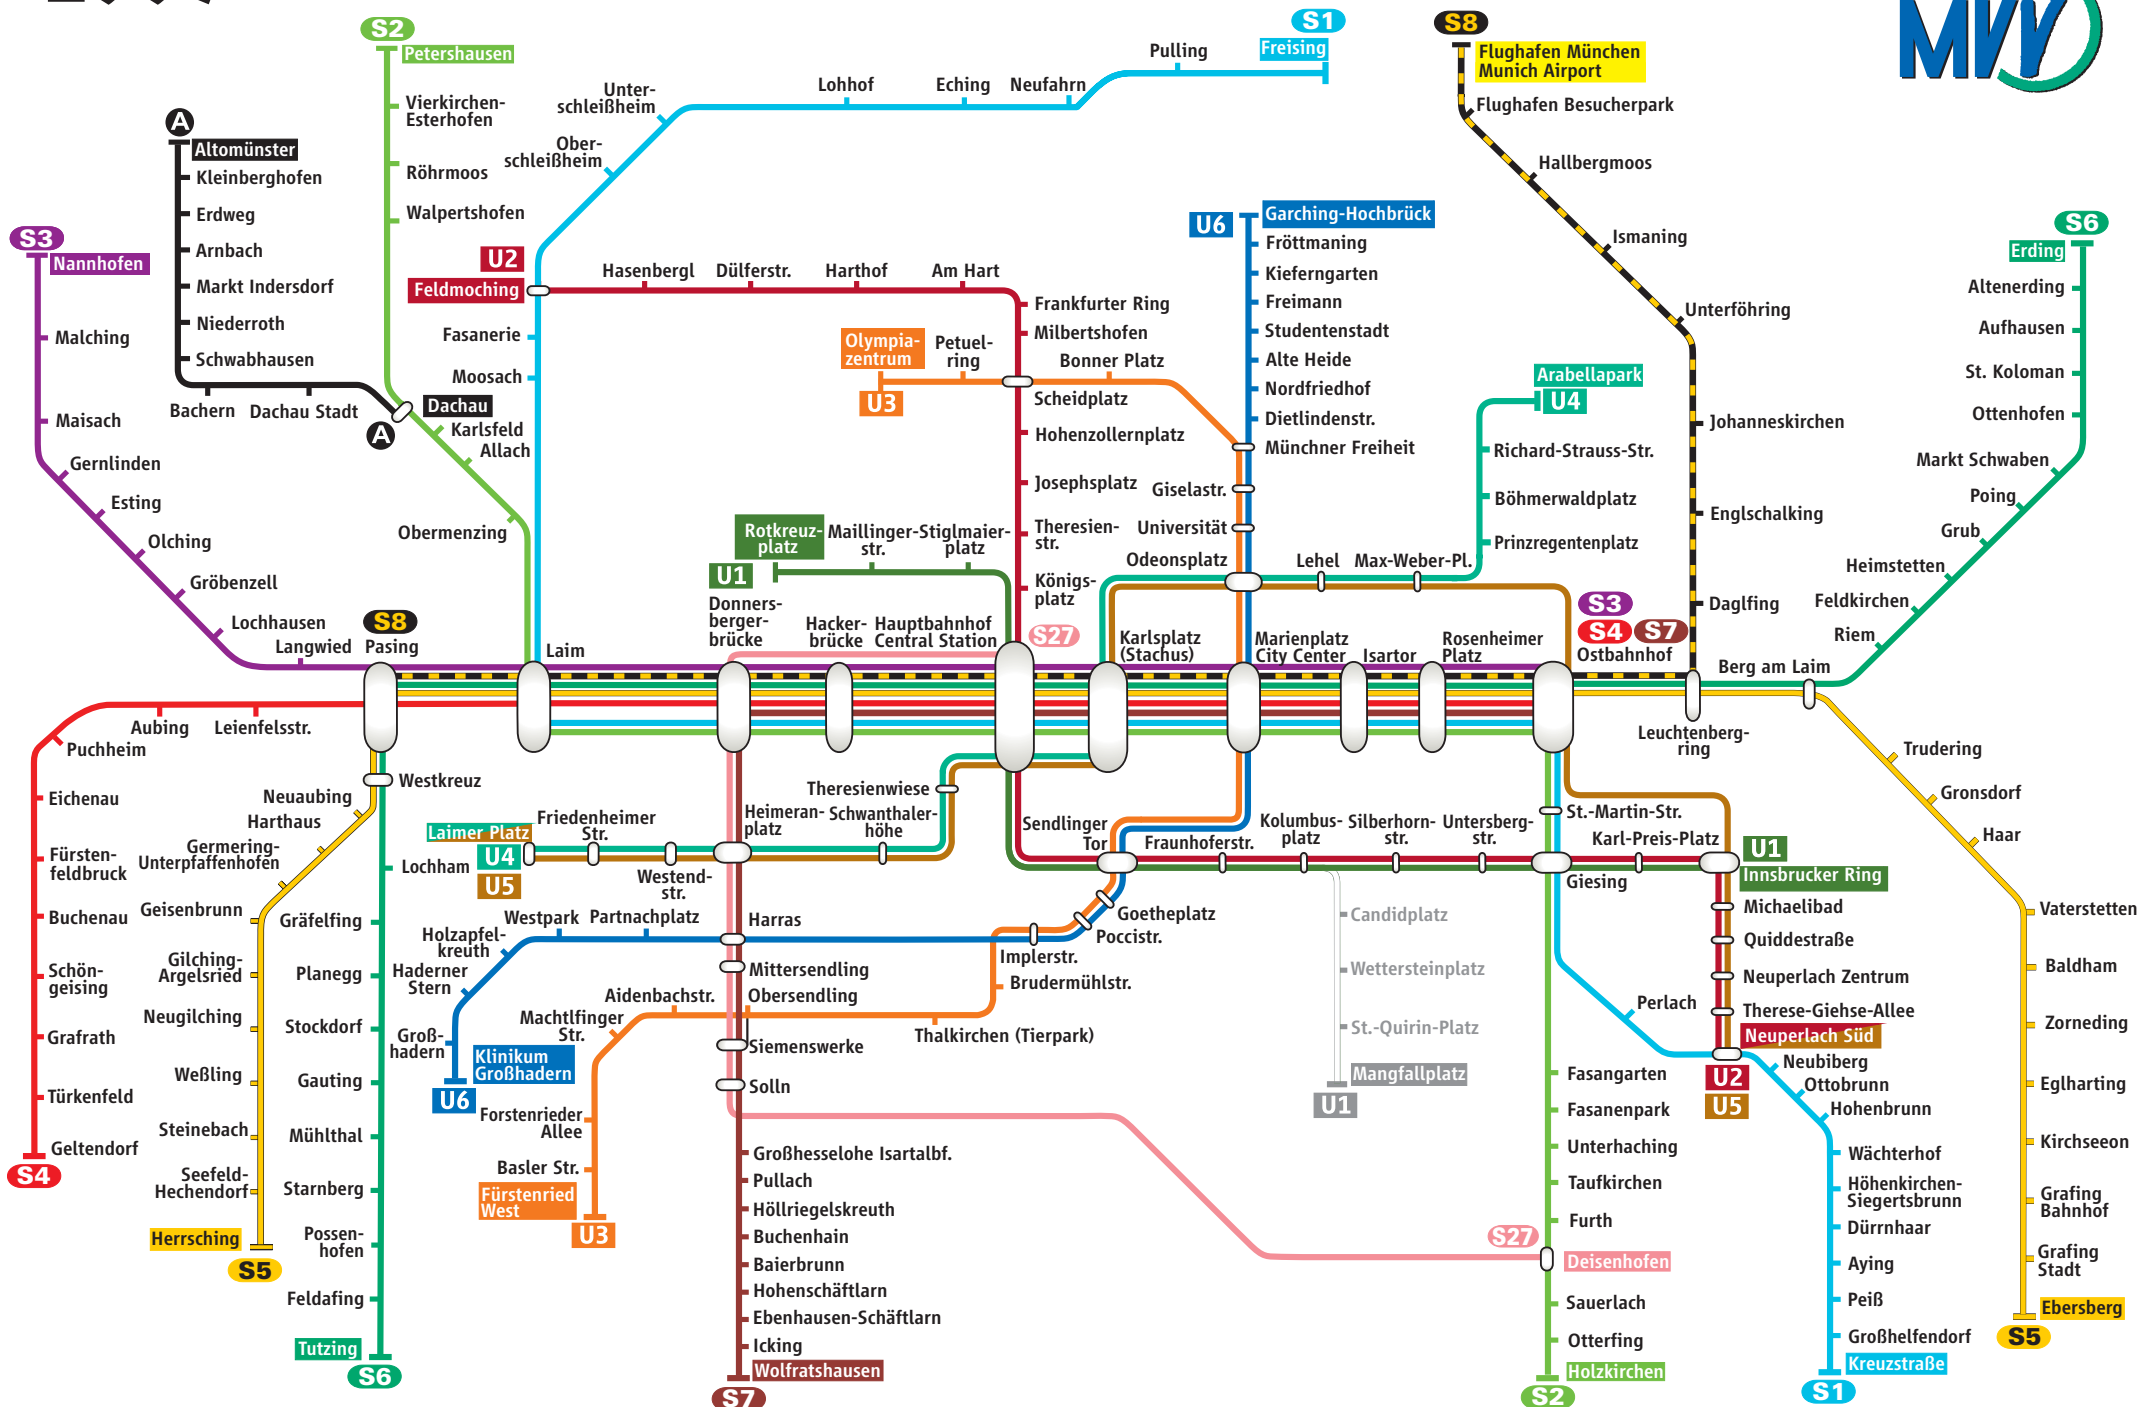 S2
Petershausen
Vierkirchen-
Esterhofen
Röhrmoos
Walpertshofen
S1
Freising
Pulling
Neufahrn
Eching
Lohhof
Unter-
schleißheim
Ober-
schleißheim
S8
Flughafen München
Munich Airport
Flughafen Besucherpark
Hallbergmoos
Ismaning
Unterföhring
Johanneskirchen
Englschalking
Daglfing
MVV
A
Altomünster
Kleinberghofen
Erdweg
Arnbach
Markt Indersdorf
Niederroth
Schwabhausen
Bachern
Dachau Stadt
A
Dachau
Karlsfeld
Allach
Obermenzing
S3
Nannhofen
Malching
Maisach
Gernlinden
Esting
Olching
Gröbenzell
Lochhausen
Langwied
U2
Feldmoching
Fasanerie
Moosach
Hasenbergl
Dülferstr.
Harthof
Am Hart
Frankfurter Ring
Milbertshofen
Olympia-
zentrum
U3
Petuel-
ring
Bonner Platz
Scheidplatz
Hohenzollernplatz
Josephsplatz
Theresien-
str.
Königs-
platz
U6
Garching-Hochbrück
Fröttmaning
Kieferngarten
Freimann
Studentenstadt
Alte Heide
Nordfriedhof
Dietlindenstr.
Münchner Freiheit
Giselastr.
Universität
Odeonsplatz
Lehel
Max-Weber-Pl.
Arabellapark
U4
Richard-Strauss-Str.
Böhmerwaldplatz
Prinzregentenplatz
S6
Erding
Altenerding
Aufhausen
St. Koloman
Ottenhofen
Markt Schwaben
Poing
Grub
Heimstetten
Feldkirchen
Riem
Berg am Laim
Rotkreuz-
platz
U1
Maillinger-
str.
Stiglmaier-
platz
S8
Pasing
Laim
Donners-
berger-
brücke
Hacker-
brücke
Hauptbahnhof
Central Station
S27
Karlsplatz
(Stachus)
Marienplatz
City Center
Isartor
Rosenheimer
Platz
S3
S4
S7
Ostbahnhof
Leuchtenberg-
ring
Aubing
Leienfelsstr.
Puchheim
Eichenau
Fürsten-
feldbruck
Buchenau
Schön-
geising
Grafrath
Türkenfeld
Geltendorf
S4
Westkreuz
Neuaubing
Harthaus
Germering-
Unterpfaffenhofen
Geisenbrunn
Gilching-
Argelsried
Neugilching
Weßling
Steinebach
Seefeld-
Hechendorf
Herrsching
S5
Lochham
Gräfelfing
Planegg
Stockdorf
Gauting
Mühlthal
Starnberg
Possen-
hofen
Feldafing
Tutzing
S6
Laimer Platz
U4
U5
Friedenheimer
Str.
Westend-
str.
Heimeran-
platz
Schwanthaler-
höhe
Theresienwiese
Harras
Partnachplatz
Westpark
Holzapfel-
kreuth
Haderner
Stern
Groß-
hadern
Klinikum
Großhadern
U6
Mittersendling
Obersendling
Siemenswerke
Solln
Aidenbachstr.
Machtlfinger
Str.
Forstenrieder
Allee
Basler Str.
Fürstenried
West
U3
Thalkirchen (Tierpark)
Brudermühlstr.
Implerstr.
Poccistr.
Goetheplatz
Sendlinger
Tor
Fraunhoferstr.
Kolumbus-
platz
Silberhorn-
str.
Untersberg-
str.
Candidplatz
Wettersteinplatz
St.-Quirin-Platz
Mangfallplatz
U1
Großhesselohe Isartalbf.
Pullach
Höllriegelskreuth
Buchenhain
Baierbrunn
Hohenschäftlarn
Ebenhausen-Schäftlarn
Icking
Wolfratshausen
S7
St.-Martin-Str.
Karl-Preis-Platz
Giesing
U1
Innsbrucker Ring
Michaelibad
Quiddestraße
Neuperlach Zentrum
Therese-Giehse-Allee
Neuperlach Süd
U2
U5
Perlach
Neubiberg
Ottobrunn
Hohenbrunn
Wächterhof
Höhenkirchen-
Siegertsbrunn
Dürrnhaar
Aying
Peiß
Großhelfendorf
Kreuzstraße
S1
Fasangarten
Fasanenpark
Unterhaching
Taufkirchen
Furth
S27
Deisenhofen
Sauerlach
Otterfing
Holzkirchen
S2
Trudering
Gronsdorf
Haar
Vaterstetten
Baldham
Zorneding
Eglharting
Kirchseeon
Grafing
Bahnhof
Grafing
Stadt
Ebersberg
S5